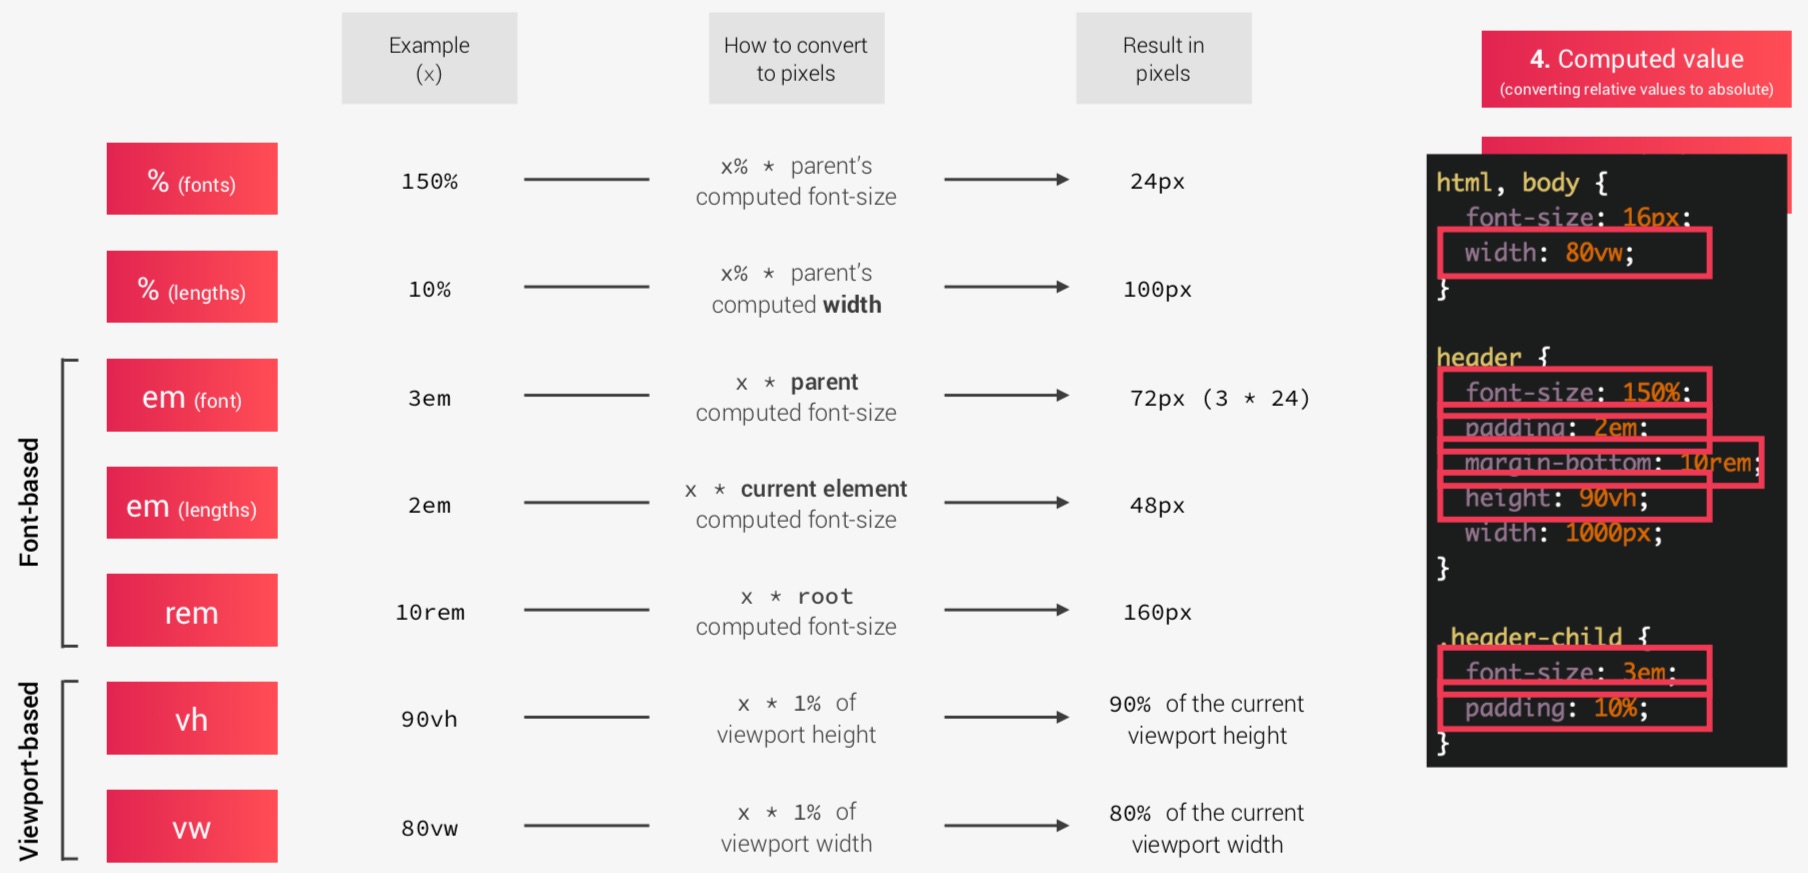 Example
(x)
How to convert
to pixels
Result in
pixels
4. Computed value
(converting relative values to absolute)
% (fonts)
150%
x% * parent’s
computed font-size
24px
% (lengths)
10%
x% * parent’s
computed width
100px
Font-based
em (font)
3em
x * parent
computed font-size
72px (3 * 24)
em (lengths)
2em
x * current element
computed font-size
48px
rem
10rem
x * root
computed font-size
160px
Viewport-based
vh
90vh
x * 1% of
viewport height
90% of the current
viewport height
vw
80vw
x * 1% of
viewport width
80% of the current
viewport width
html, body {
font-size: 16px;
width: 80vw;
}
header {
font-size: 150%;
padding: 2em;
margin-bottom: 10rem;
height: 90vh;
width: 1000px;
}
.header-child {
font-size: 3em;
padding: 10%;
}